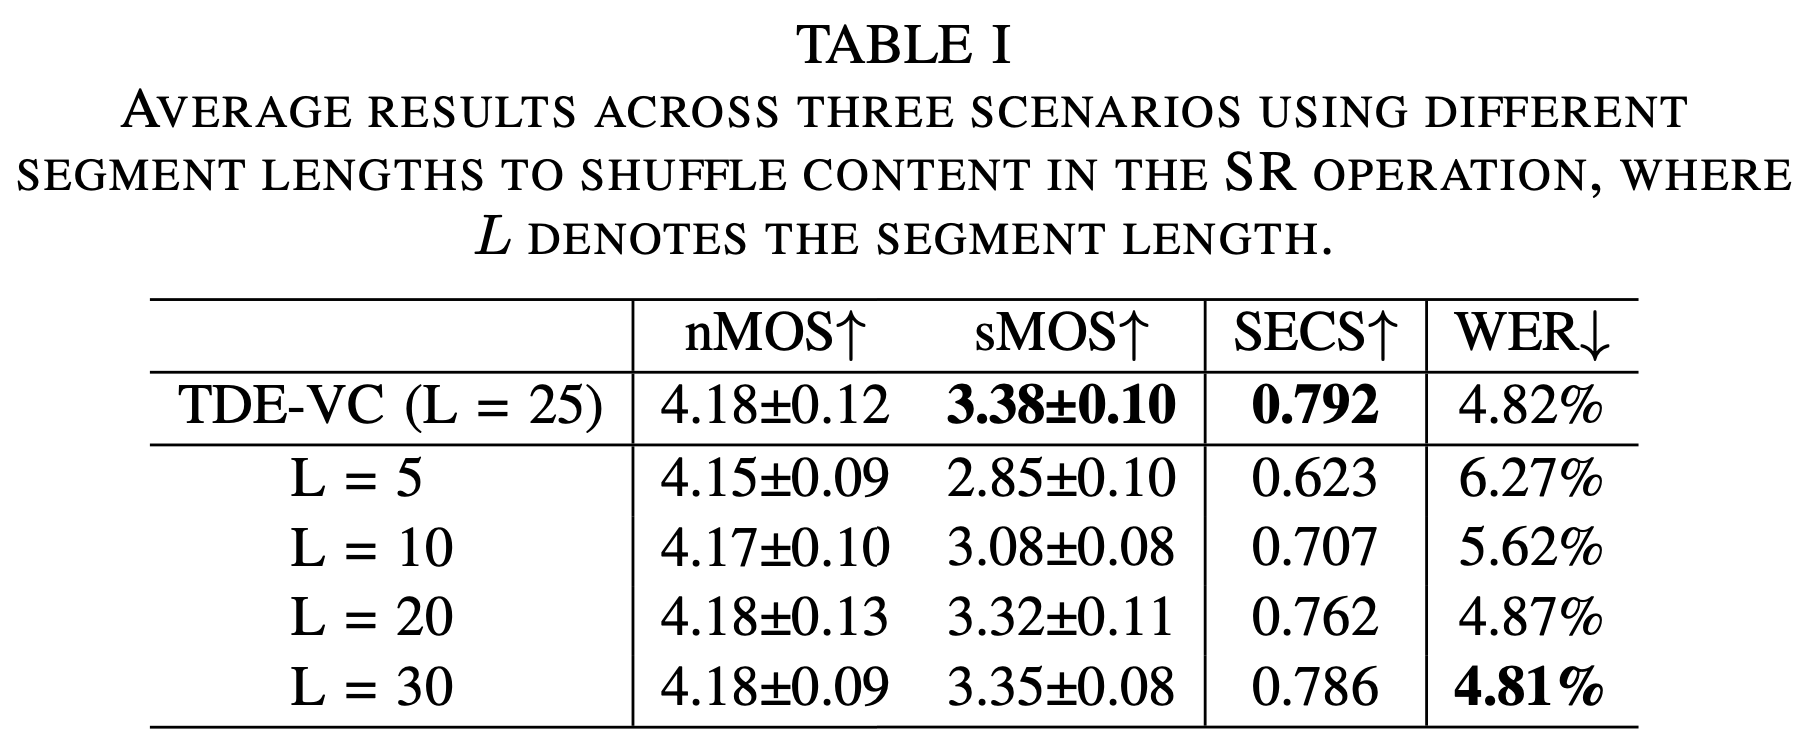 TABLE I
AVERAGE RESULTS ACROSS THREE SCENARIOS USING DIFFERENT
SEGMENT LENGTHS TO SHUFFLE CONTENT IN THE SR OPERATION, WHERE
L DENOTES THE SEGMENT LENGTH.
nMOS↑ sMOS↑ SECS↑ WER↓
TDE-VC (L = 25) 4.18±0.12 3.38±0.10 0.792 4.82%
L = 5 4.15±0.09 2.85±0.10 0.623 6.27%
L = 10 4.17±0.10 3.08±0.08 0.707 5.62%
L = 20 4.18±0.13 3.32±0.11 0.762 4.87%
L = 30 4.18±0.09 3.35±0.08 0.786 4.81%